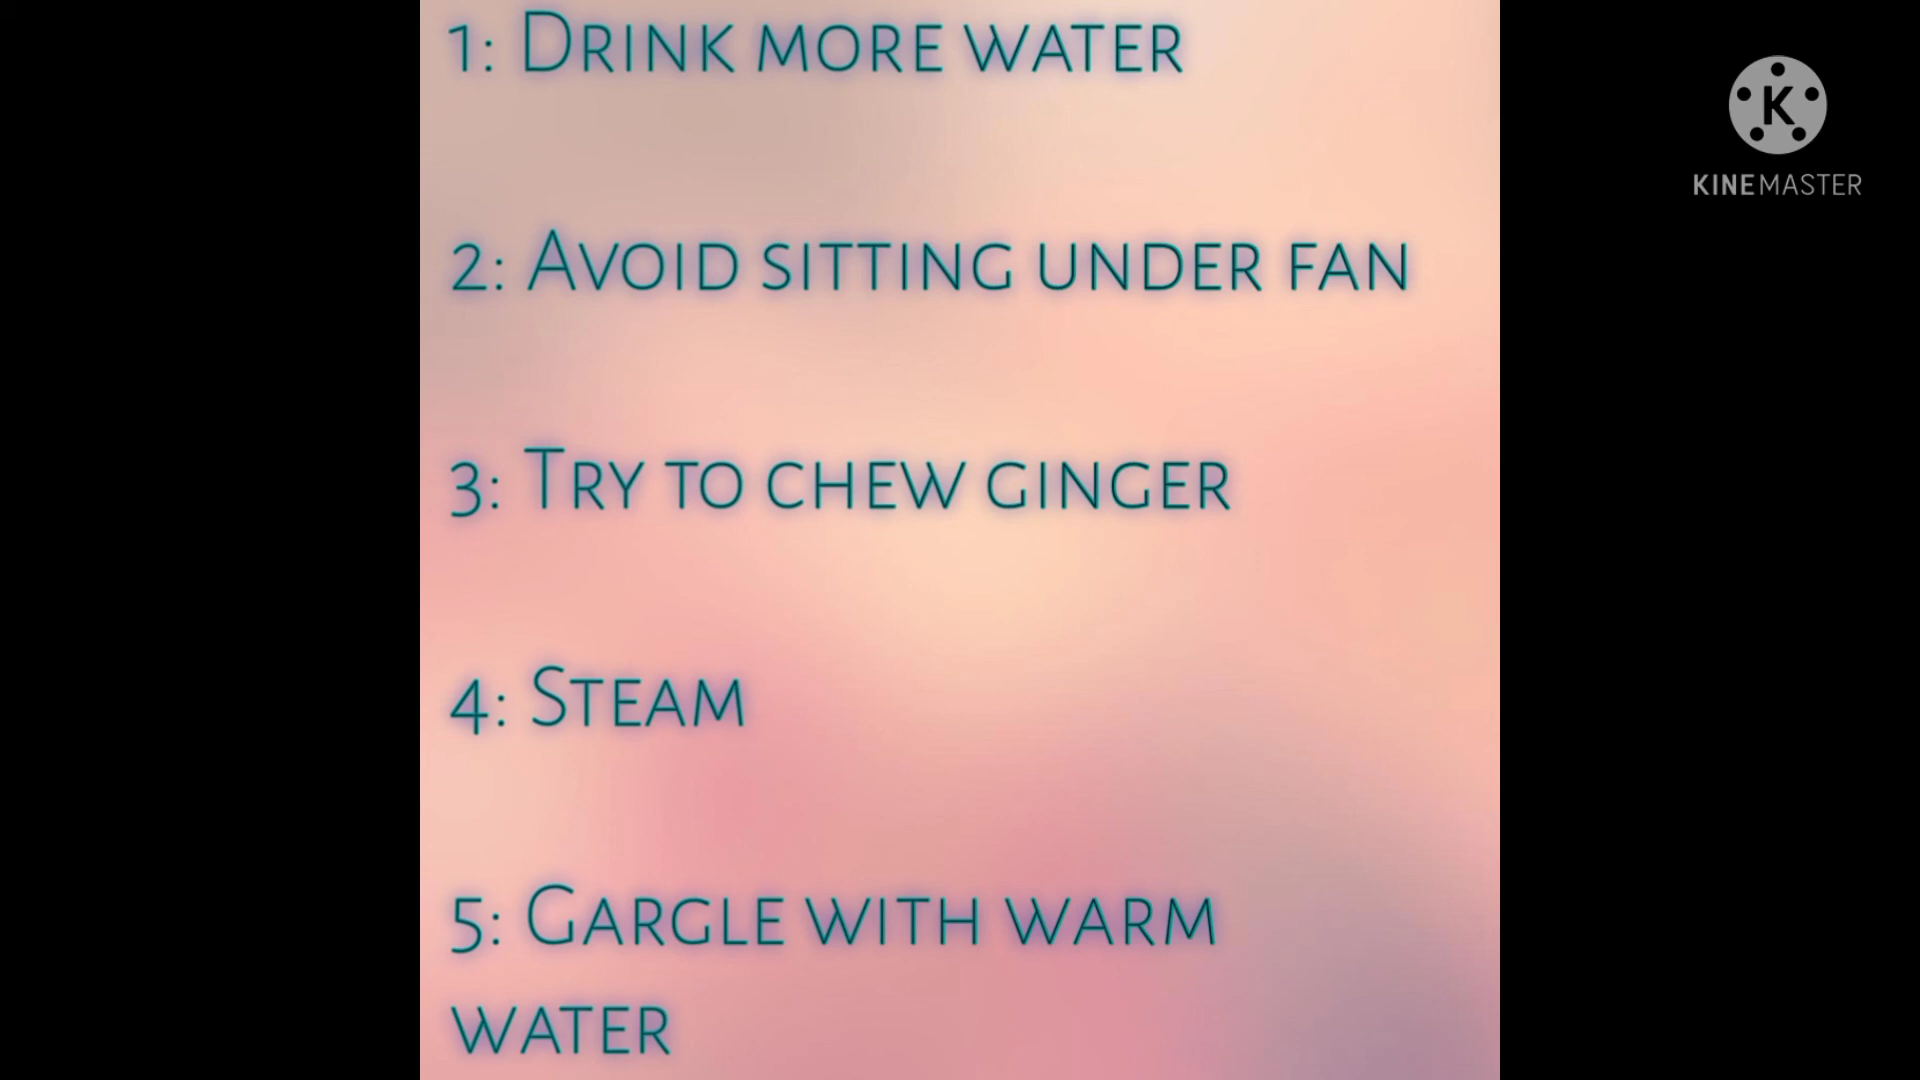 1: Drink more water
2: Avoid sitting under fan
3: Try to chew ginger
4: Steam
5: Gargle with warm
water
K
KINEMASTER